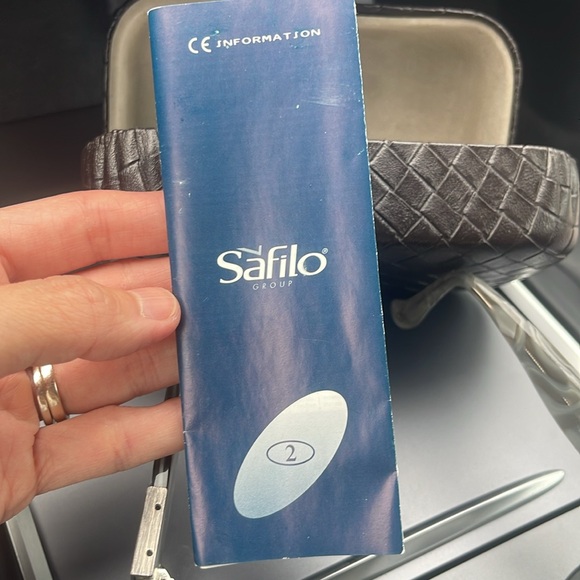 CE INFORMATION
Safilo®
GROUP
2